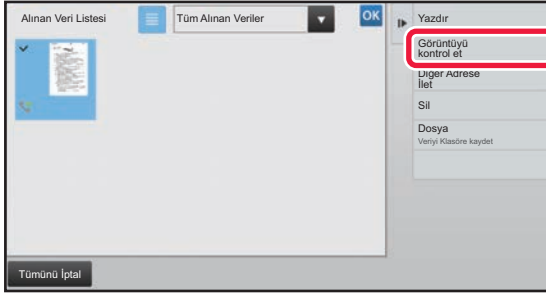 Alınan Veri Listesi
Tüm Alınan Veriler
OK
Yazdır
Görüntüyü
kontrol et
Diğer Adrese
İlet
Sil
Dosya
Veriyi Klasöre kaydet
Tümünü İptal